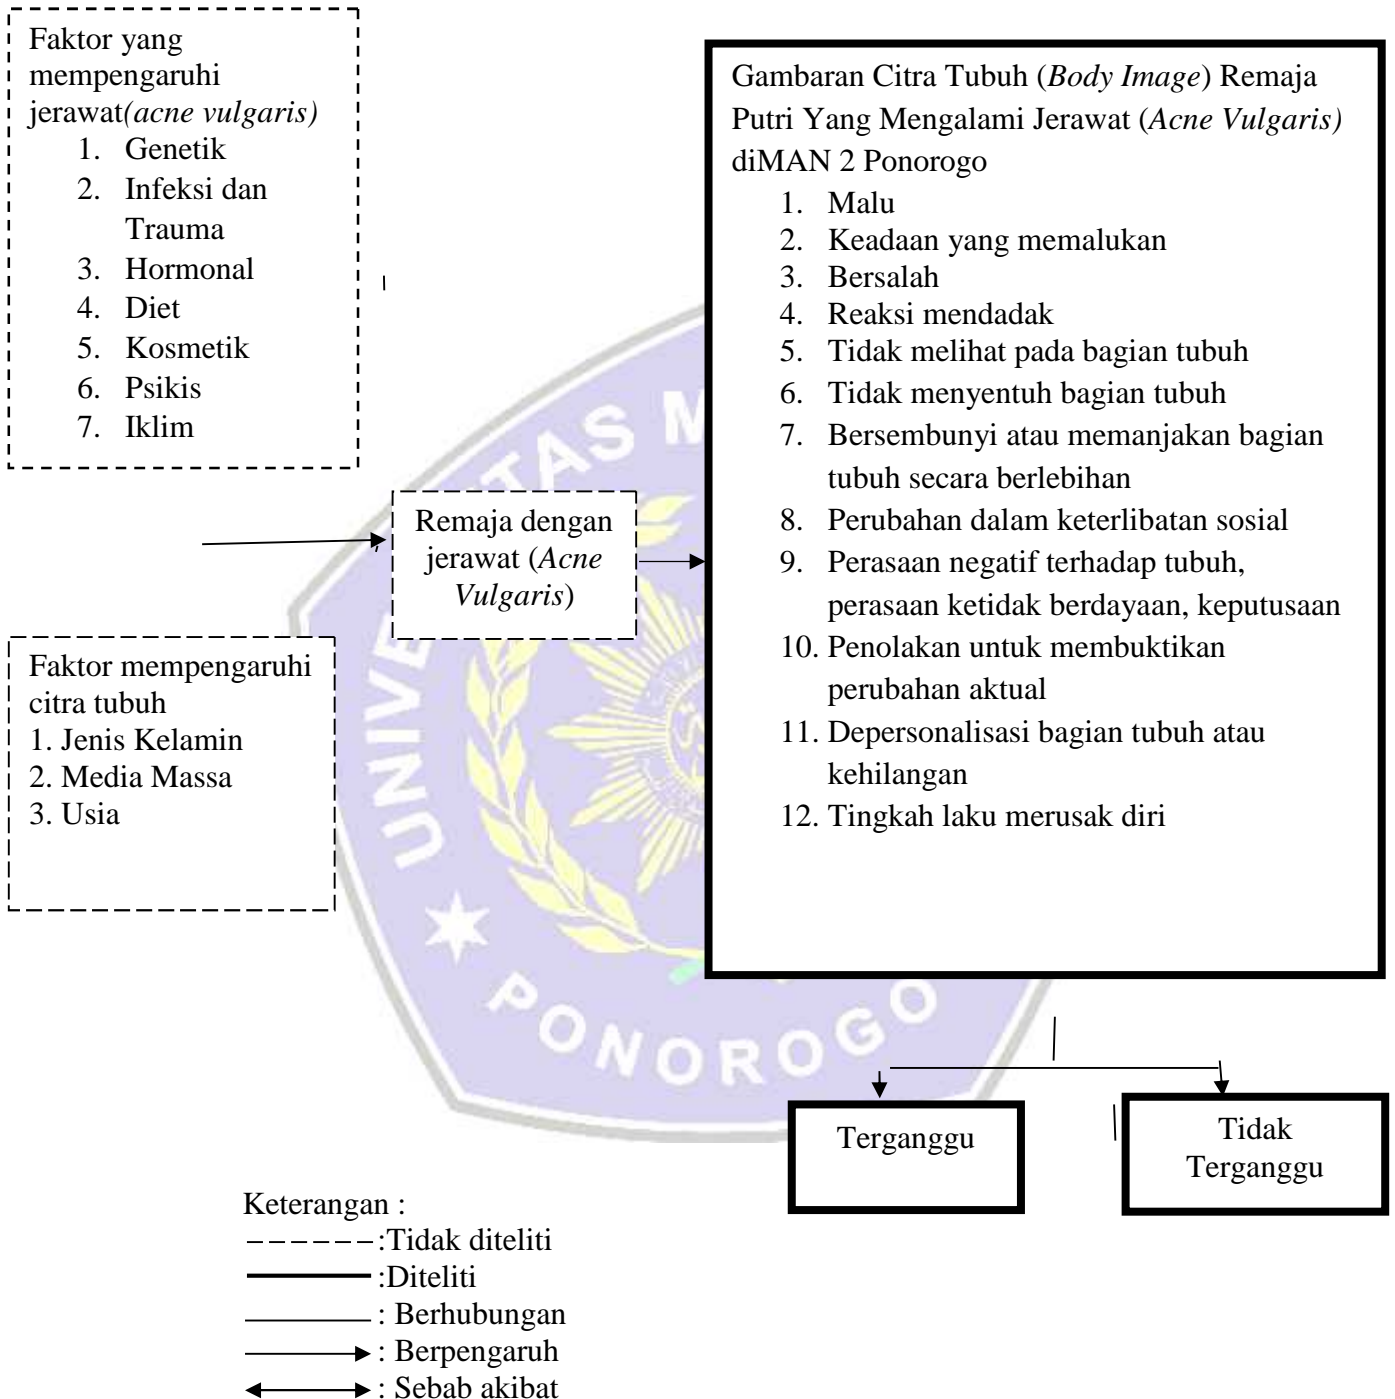 Faktor yang
mempengaruhi
jerawat(acne vulgaris)
1. Genetik
2. Infeksi dan
Trauma
3. Hormonal
4. Diet
5. Kosmetik
6. Psikis
7. Iklim
Gambaran Citra Tubuh (Body Image) Remaja
Putri Yang Mengalami Jerawat (Acne Vulgaris)
diMAN 2 Ponorogo
1. Malu
2. Keadaan yang memalukan
3. Bersalah
4. Reaksi mendadak
5. Tidak melihat pada bagian tubuh
6. Tidak menyentuh bagian tubuh
7. Bersembunyi atau memanjakan bagian
tubuh secara berlebihan
8. Perubahan dalam keterlibatan sosial
9. Perasaan negatif terhadap tubuh,
perasaan ketidak berdayaan, keputusaan
10. Penolakan untuk membuktikan
perubahan aktual
11. Depersonalisasi bagian tubuh atau
kehilangan
12. Tingkah laku merusak diri
Remaja dengan
jerawat (Acne
Vulgaris)
Faktor mempengaruhi
citra tubuh
1. Jenis Kelamin
2. Media Massa
3. Usia
PONOROGO
Terganggu
Tidak
Terganggu
Keterangan :
:Tidak diteliti
:Diteliti
: Berhubungan
: Berpengaruh
: Sebab akibat